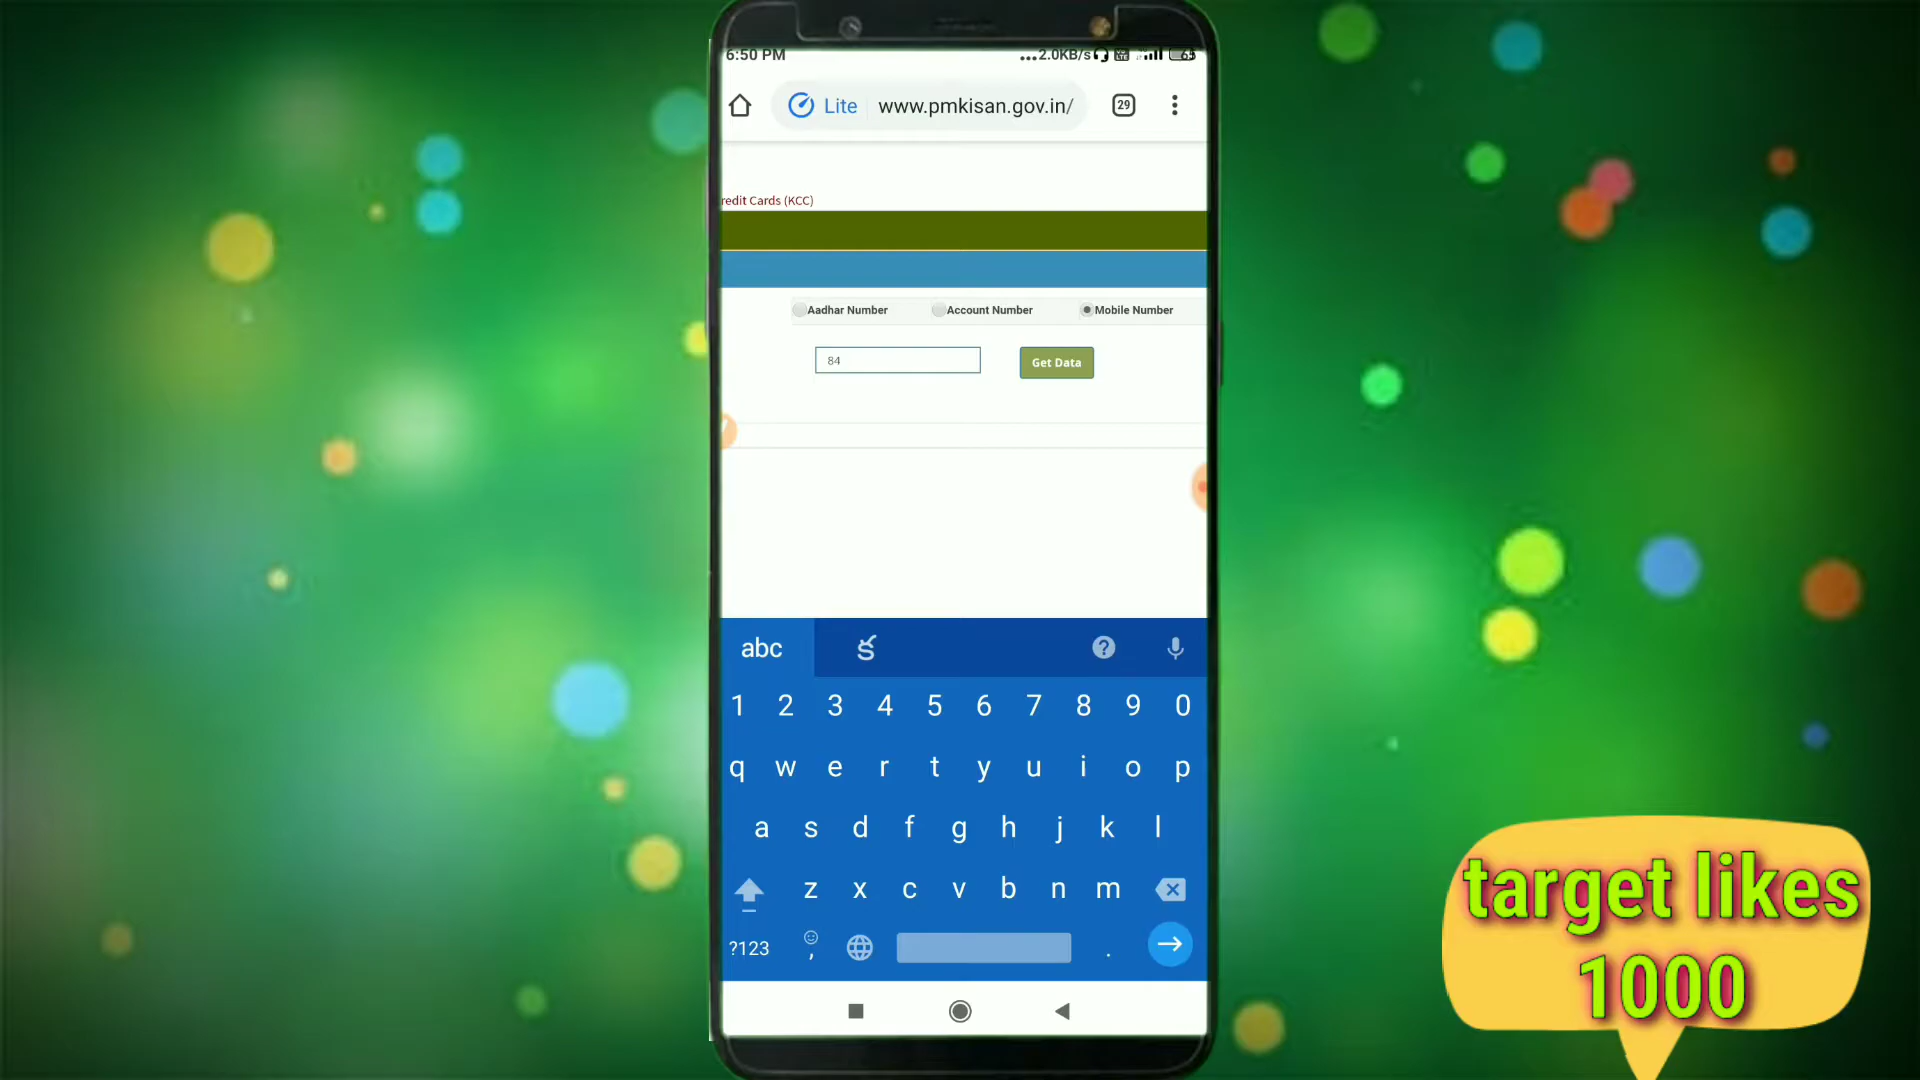 6:50 PM
...2.0KB/s 65
Lite www.pmkisan.gov.in/ 29
redit Cards (KCC)
Aadhar Number Account Number Mobile Number
84 Get Data
abc క
1 2 3 4 5 6 7 8 9 0
q w e r t y u i o p
a s d f g h j k l
z x c v b n m
?123 , .
target likes
1000